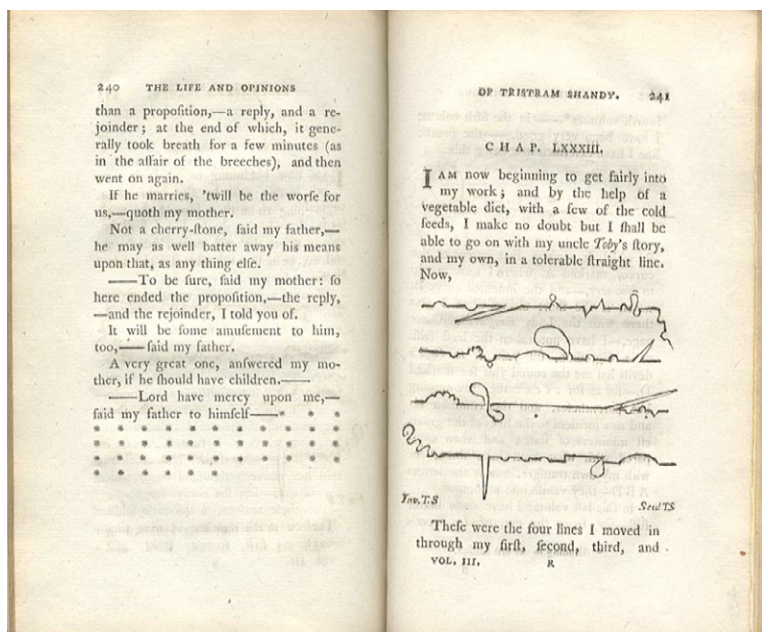 240 THE LIFE AND OPINIONS
than a propoſition,—a reply, and a re-
joinder; at the end of which, it gene-
rally took breath for a few minutes (as
in the affair of the breeches), and then
went on again.
If he marries, 'twill be the worſe for
us,—quoth my mother.
Not a cherry-ſtone, ſaid my father,—
he may as well batter away his means
upon that, as any thing elſe.
——To be ſure, ſaid my mother: ſo
here ended the propoſition,—the reply,
—and the rejoinder, I told you of.
It will be ſome amuſement to him,
too,——ſaid my father.
A very great one, anſwered my mo-
ther, if he ſhould have children.——
——Lord have mercy upon me,—
ſaid my father to himſelf——* * * *
* * * * * * * * * * * *
* * * * * * * * * * * *
* * * * * * * * * * * *
* * * * * *
OF TRISTRAM SHANDY. 241
CHAP. LXXXIII.
I AM now beginning to get fairly into
my work; and by the help of a
vegetable diet, with a few of the cold
ſeeds, I make no doubt but I ſhall be
able to go on with my uncle Toby's ſtory,
and my own, in a tolerable ſtraight line.
Now,
Inv.T.S
Scul.TS
Theſe were the four lines I moved in
through my firſt, ſecond, third, and
VOL. III. R